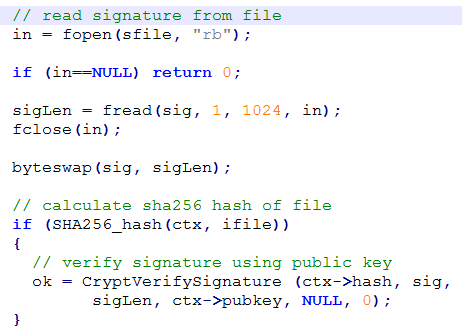 // read signature from file
in = fopen(sfile, "rb");
if (in==NULL) return 0;
sigLen = fread(sig, 1, 1024, in);
fclose(in);
byteswap(sig, sigLen);
// calculate sha256 hash of file
if (SHA256_hash(ctx, ifile))
{
// verify signature using public key
ok = CryptVerifySignature (ctx->hash, sig,
sigLen, ctx->pubkey, NULL, 0);
}